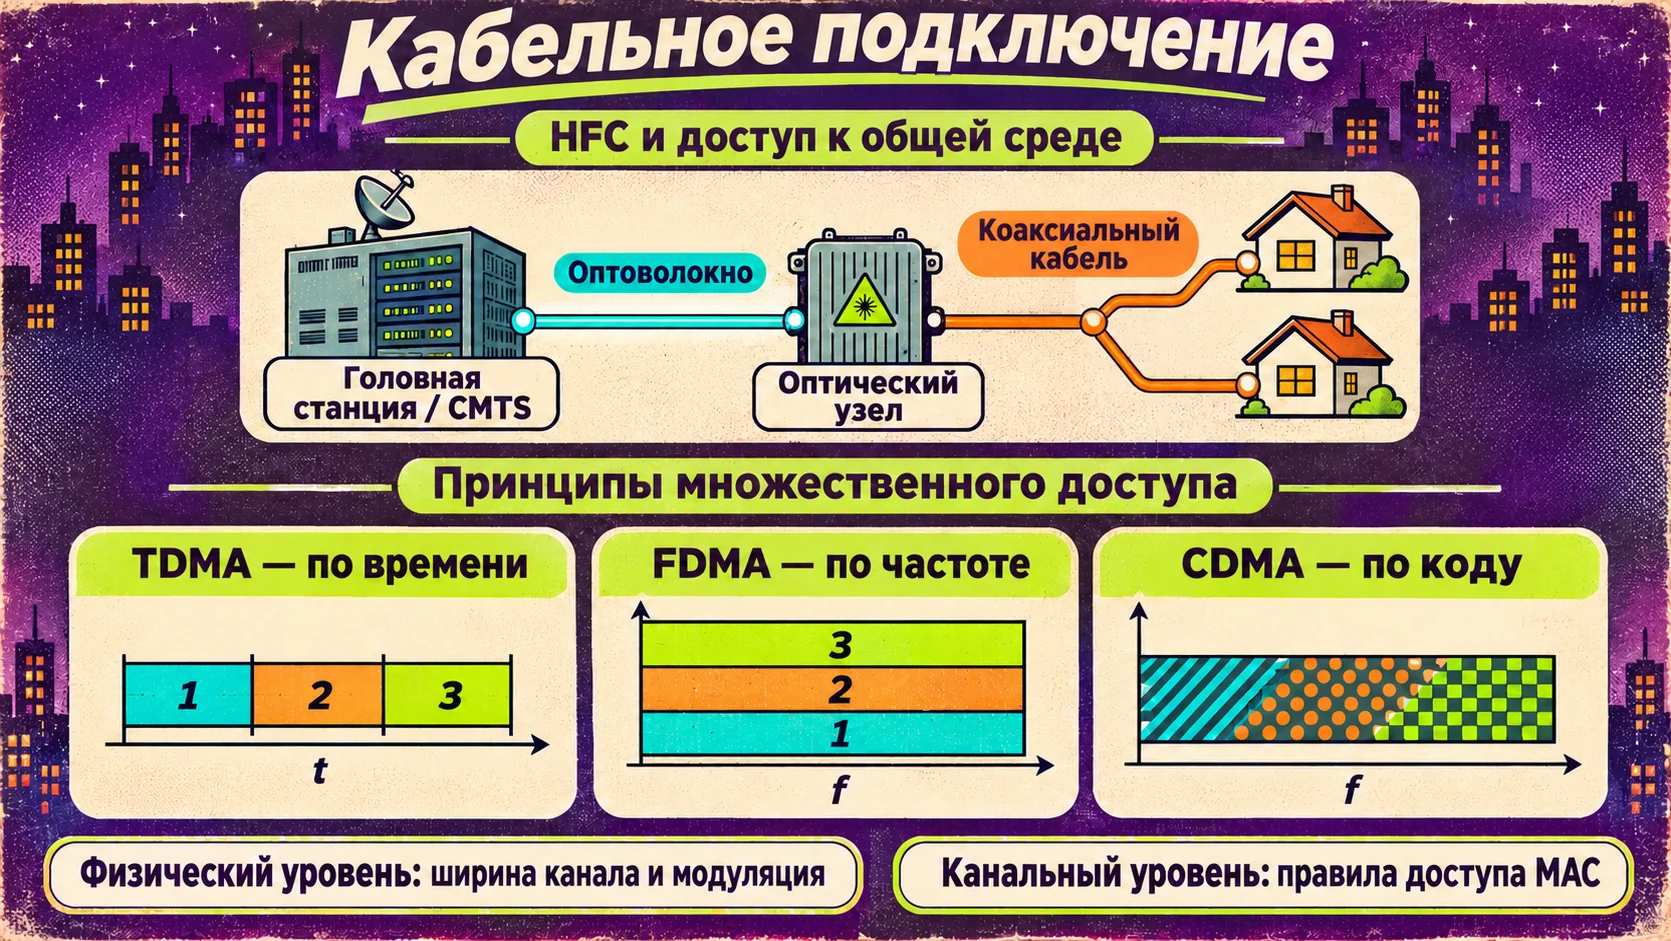 Кабельное подключение
HFC и доступ к общей среде
Оптоволокно
Коаксиальный
кабель
Головная
станция / CMTS
Оптический
узел
Принципы множественного доступа
TDMA — по времени
1 2 3
t
FDMA — по частоте
3
2
1
f
CDMA — по коду
f
Физический уровень: ширина канала и модуляция
Канальный уровень: правила доступа MAC